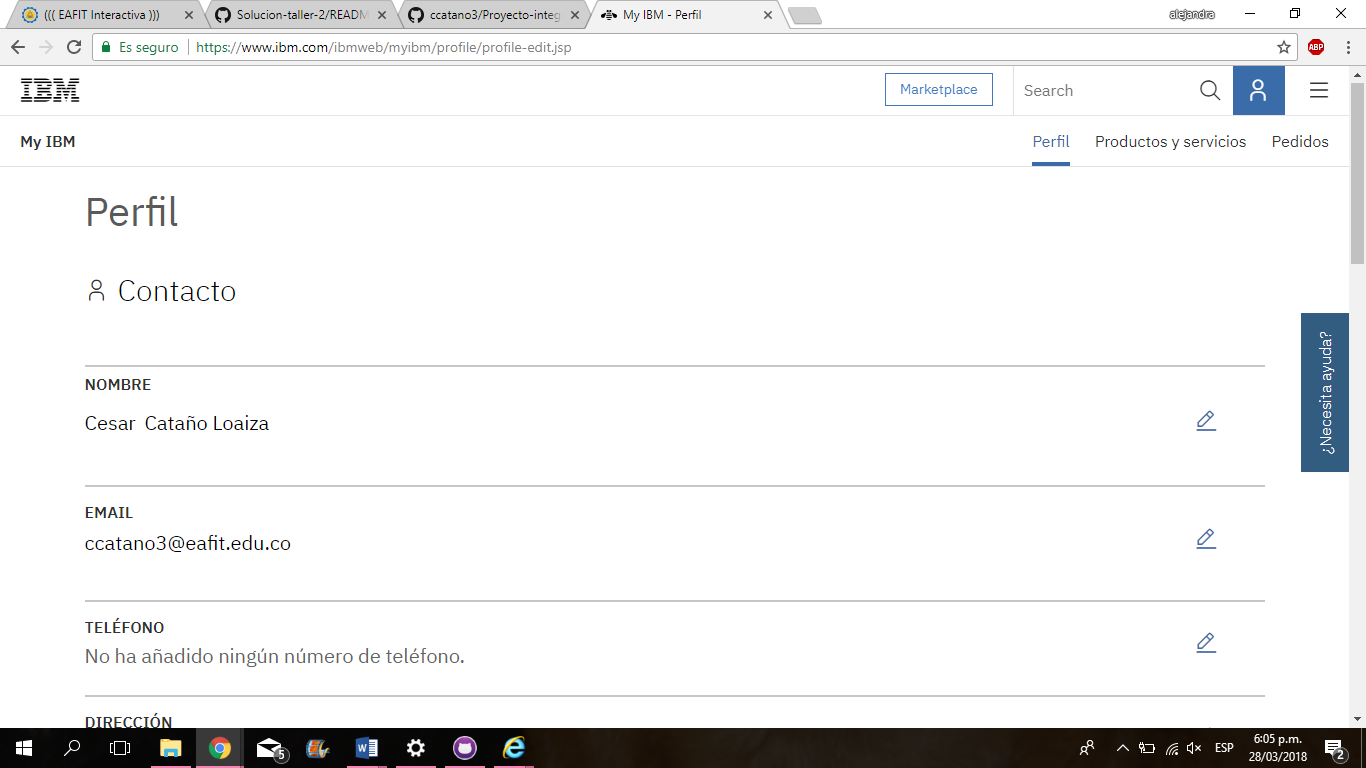 ((( EAFIT Interactiva )))
Solucion-taller-2/READM
ccatano3/Proyecto-integ
My IBM - Perfil
alejandra
Es seguro
https://www.ibm.com/ibmweb/myibm/profile/profile-edit.jsp
ABP
IBM
Marketplace
Search
My IBM
Perfil
Productos y servicios
Pedidos
Perfil
Contacto
¿Necesita ayuda?
NOMBRE
Cesar Cataño Loaiza
EMAIL
ccatano3@eafit.edu.co
TELÉFONO
No ha añadido ningún número de teléfono.
DIRECCIÓN
5
ESP
6:05 p.m.
28/03/2018
2